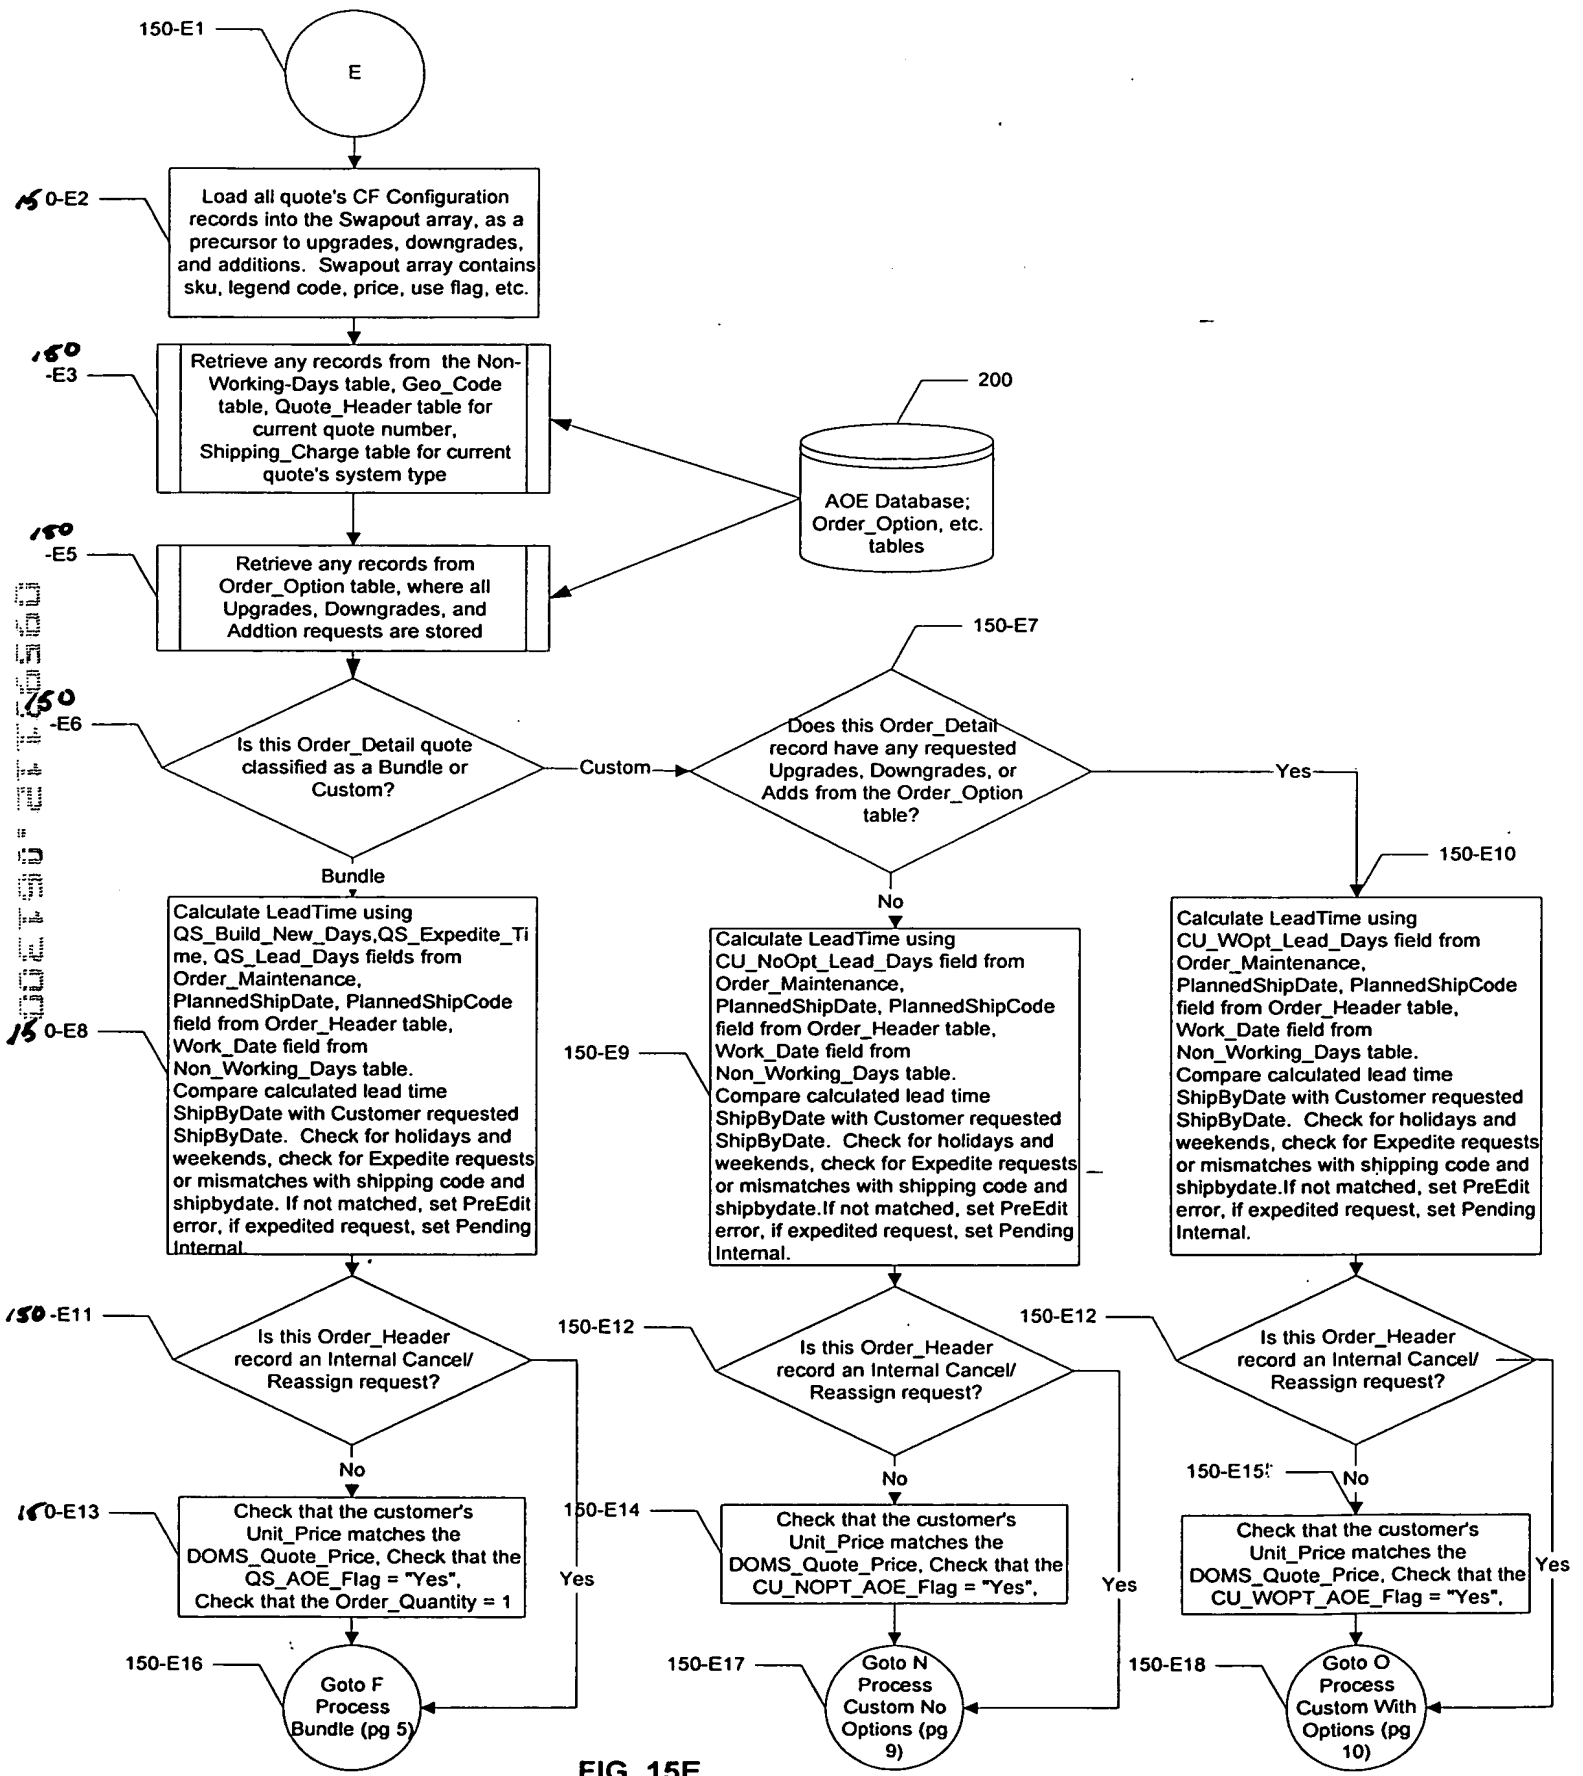 150-E1
E
150-E2
Load all quote's CF Configuration
records into the Swapout array, as a
precursor to upgrades, downgrades,
and additions. Swapout array contains
sku, legend code, price, use flag, etc.
150
-E3
Retrieve any records from the Non-
Working-Days table, Geo_Code
table, Quote_Header table for
current quote number,
Shipping_Charge table for current
quote's system type
200
AOE Database;
Order_Option, etc.
tables
150
-E5
Retrieve any records from
Order_Option table, where all
Upgrades, Downgrades, and
Addtion requests are stored
150-E7
150
-E6
Is this Order_Detail quote
classified as a Bundle or
Custom?
Custom
Does this Order_Detail
record have any requested
Upgrades, Downgrades, or
Adds from the Order_Option
table?
Yes
Bundle
No
150-E10
150-E8
Calculate LeadTime using
QS_Build_New_Days,QS_Expedite_Ti
me, QS_Lead_Days fields from
Order_Maintenance,
PlannedShipDate, PlannedShipCode
field from Order_Header table,
Work_Date field from
Non_Working_Days table.
Compare calculated lead time
ShipByDate with Customer requested
ShipByDate. Check for holidays and
weekends, check for Expedite requests
or mismatches with shipping code and
shipbydate. If not matched, set PreEdit
error, if expedited request, set Pending
Internal.
150-E9
Calculate LeadTime using
CU_NoOpt_Lead_Days field from
Order_Maintenance,
PlannedShipDate, PlannedShipCode
field from Order_Header table,
Work_Date field from
Non_Working_Days table.
Compare calculated lead time
ShipByDate with Customer requested
ShipByDate. Check for holidays and
weekends, check for Expedite requests
or mismatches with shipping code and
shipbydate.If not matched, set PreEdit
error, if expedited request, set Pending
Internal.
Calculate LeadTime using
CU_WOpt_Lead_Days field from
Order_Maintenance,
PlannedShipDate, PlannedShipCode
field from Order_Header table,
Work_Date field from
Non_Working_Days table.
Compare calculated lead time
ShipByDate with Customer requested
ShipByDate. Check for holidays and
weekends, check for Expedite requests
or mismatches with shipping code and
shipbydate.If not matched, set PreEdit
error, if expedited request, set Pending
Internal.
150-E11
Is this Order_Header
record an Internal Cancel/
Reassign request?
150-E12
Is this Order_Header
record an Internal Cancel/
Reassign request?
150-E12
Is this Order_Header
record an Internal Cancel/
Reassign request?
No
No
150-E15
No
150-E13
Check that the customer's
Unit_Price matches the
DOMS_Quote_Price, Check that the
QS_AOE_Flag = "Yes",
Check that the Order_Quantity = 1
Yes
150-E14
Check that the customer's
Unit_Price matches the
DOMS_Quote_Price, Check that the
CU_NOPT_AOE_Flag = "Yes",
Yes
Check that the customer's
Unit_Price matches the
DOMS_Quote_Price, Check that the
CU_WOPT_AOE_Flag = "Yes",
Yes
150-E16
Goto F
Process
Bundle (pg 5)
150-E17
Goto N
Process
Custom No
Options (pg
9)
150-E18
Goto O
Process
Custom With
Options (pg
10)
FIG. 15E